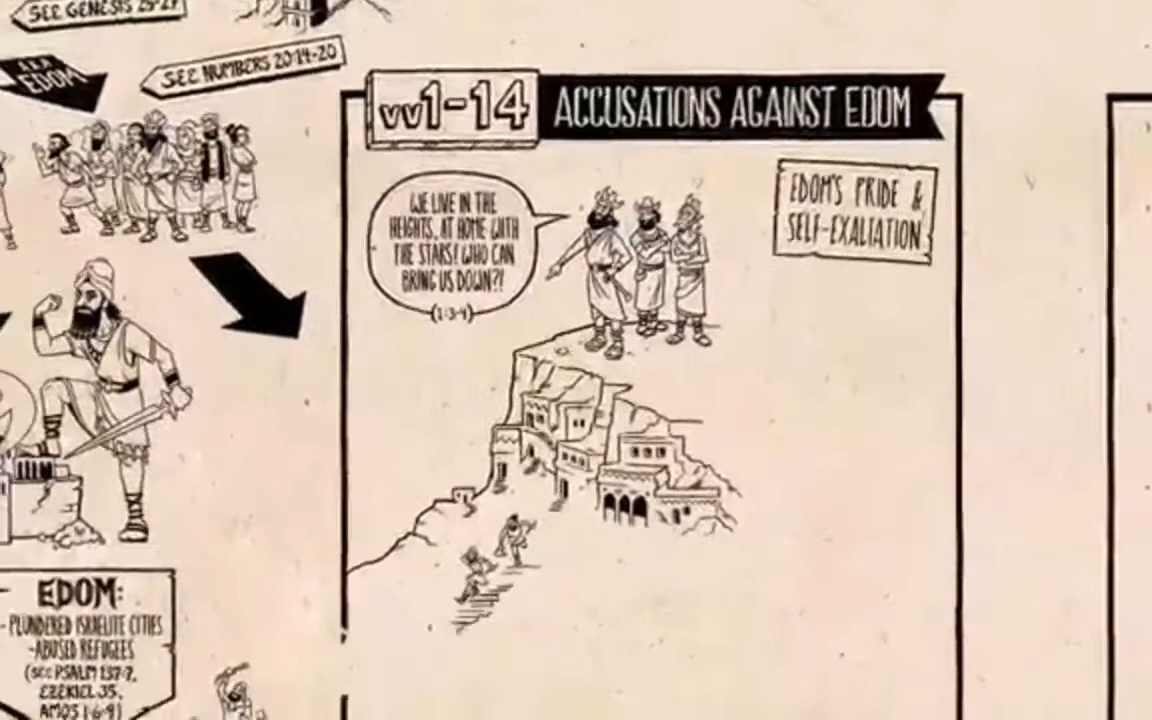 SEE GENESIS 25-27
AKA
EDOM
SEE NUMBERS 20:14-20
vv1-14
ACCUSATIONS AGAINST EDOM
WE LIVE IN THE
HEIGHTS, AT HOME WITH
THE STARS! WHO CAN
BRING US DOWN?!
(1:3-4)
EDOM'S PRIDE &
SELF-EXALTATION
EDOM:
- PLUNDERED ISRAELITE CITIES
-ABUSED REFUGEES
(SEE PSALM 137:7,
EZEKIEL 35,
AMOS 1:6-9)